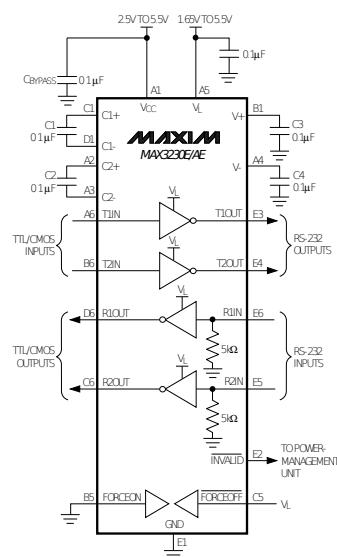 2.5V TO 5.5V 1.65V TO 5.5V
0.1μF
CBYPASS 0.1μF
A1 A5
C1 C1+ VCC VL V+ B1
C1 0.1μF
C3 0.1μF
D1 C1-
MAXIM
MAX3230E/AE
A2 C2+ V- A4
C2 0.1μF
C4 0.1μF
A3 C2-
VL
A6 T1IN T1OUT E3
TTL/CMOS INPUTS
RS-232 OUTPUTS
VL
B6 T2IN T2OUT E4
VL
D6 R1OUT R1IN E6
5kΩ
TTL/CMOS OUTPUTS
RS-232 INPUTS
VL
C6 R2OUT R2IN E5
5kΩ
INVALID E2
TO POWER-
MANAGEMENT
UNIT
B5 FORCEON FORCEOFF C5 VL
GND
E1